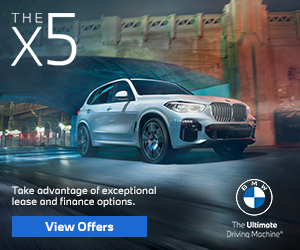 THE
X5
Take advantage of exceptional
lease and finance options.
View Offers
BMW
The Ultimate
Driving Machine®